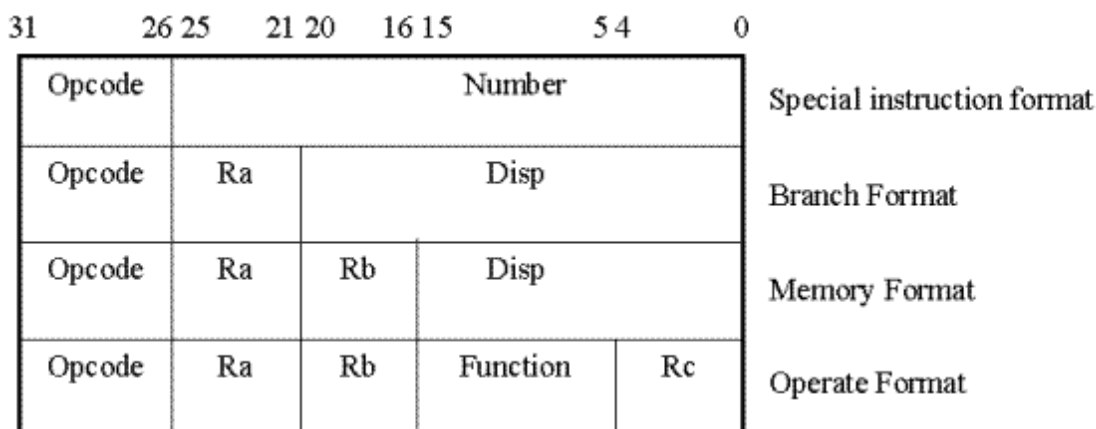 31 26 25 21 20 16 15 5 4 0
Opcode Number Special instruction format
Opcode Ra Disp Branch Format
Opcode Ra Rb Disp Memory Format
Opcode Ra Rb Function Rc Operate Format